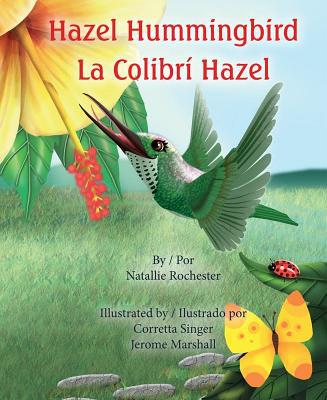 Hazel Hummingbird
La Colibrí Hazel
By / Por
Natallie Rochester
Illustrated by / Ilustrado por
Corretta Singer
Jerome Marshall